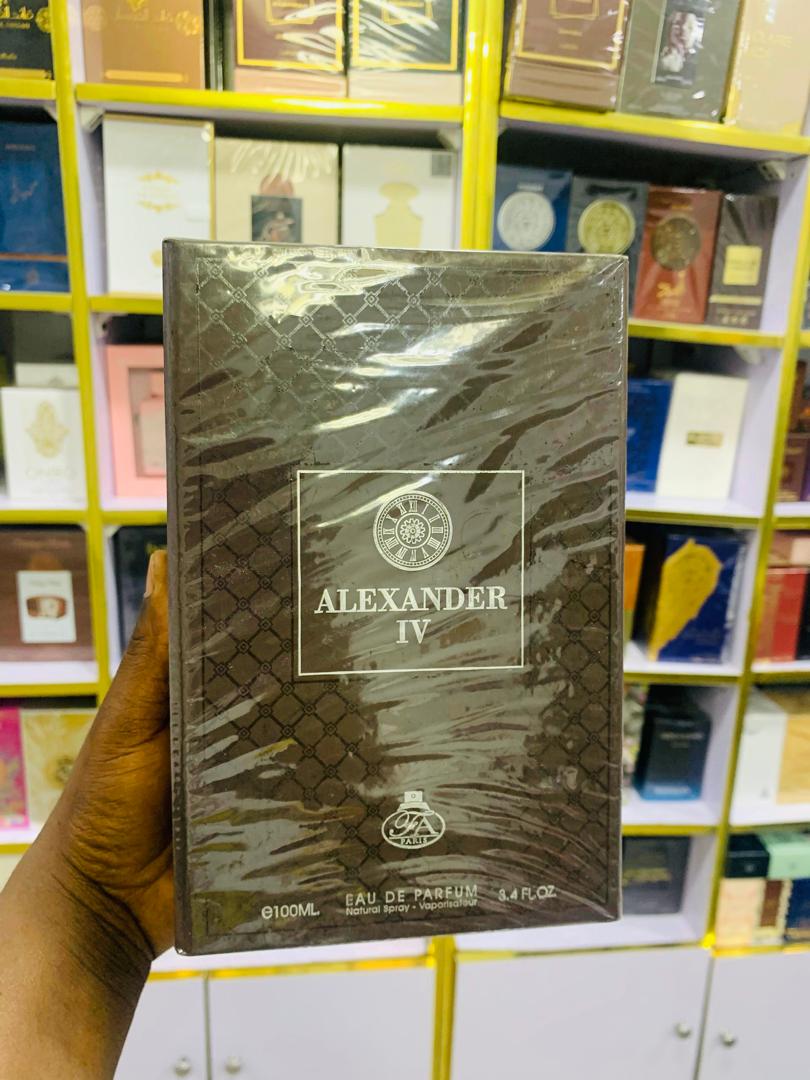 ALEXANDER
IV
FA
PARIS
℮100ML.
EAU DE PARFUM
3.4 FL.OZ.
Natural Spray - Vaporisateur